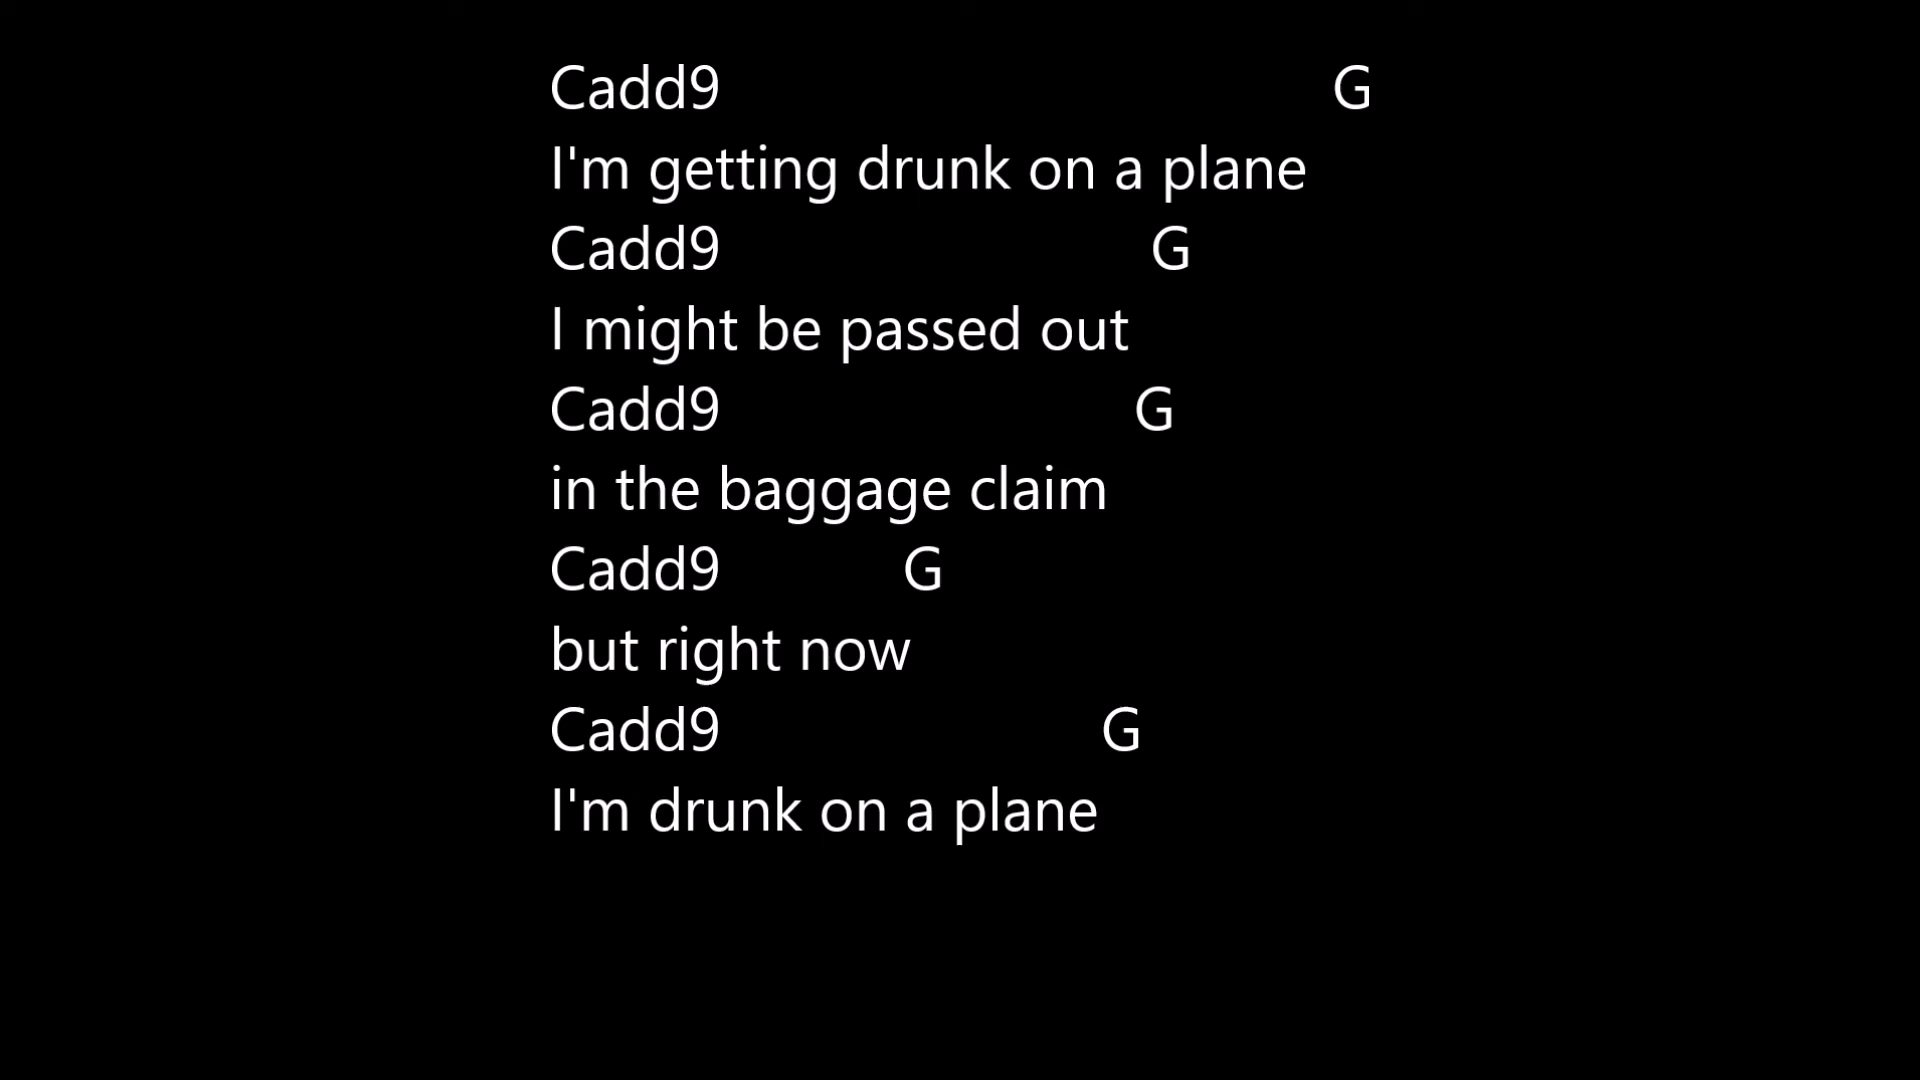 Cadd9 G
I'm getting drunk on a plane
Cadd9 G
I might be passed out
Cadd9 G
in the baggage claim
Cadd9 G
but right now
Cadd9 G
I'm drunk on a plane